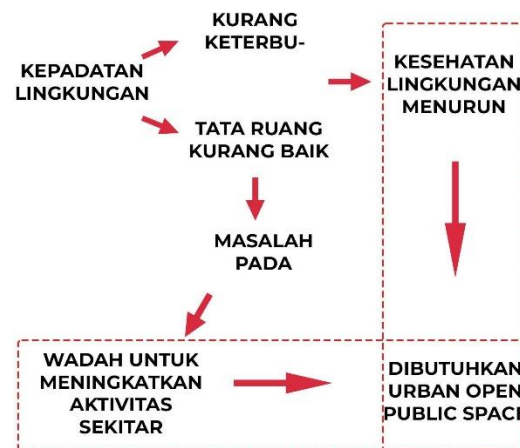 KURANG
KETERBU-
KEPADATAN
LINGKUNGAN
KESEHATAN
LINGKUNGAN
MENURUN
TATA RUANG
KURANG BAIK
MASALAH
PADA
WADAH UNTUK
MENINGKATKAN
AKTIVITAS
SEKITAR
DIBUTUHKAN
URBAN OPEN
PUBLIC SPACE